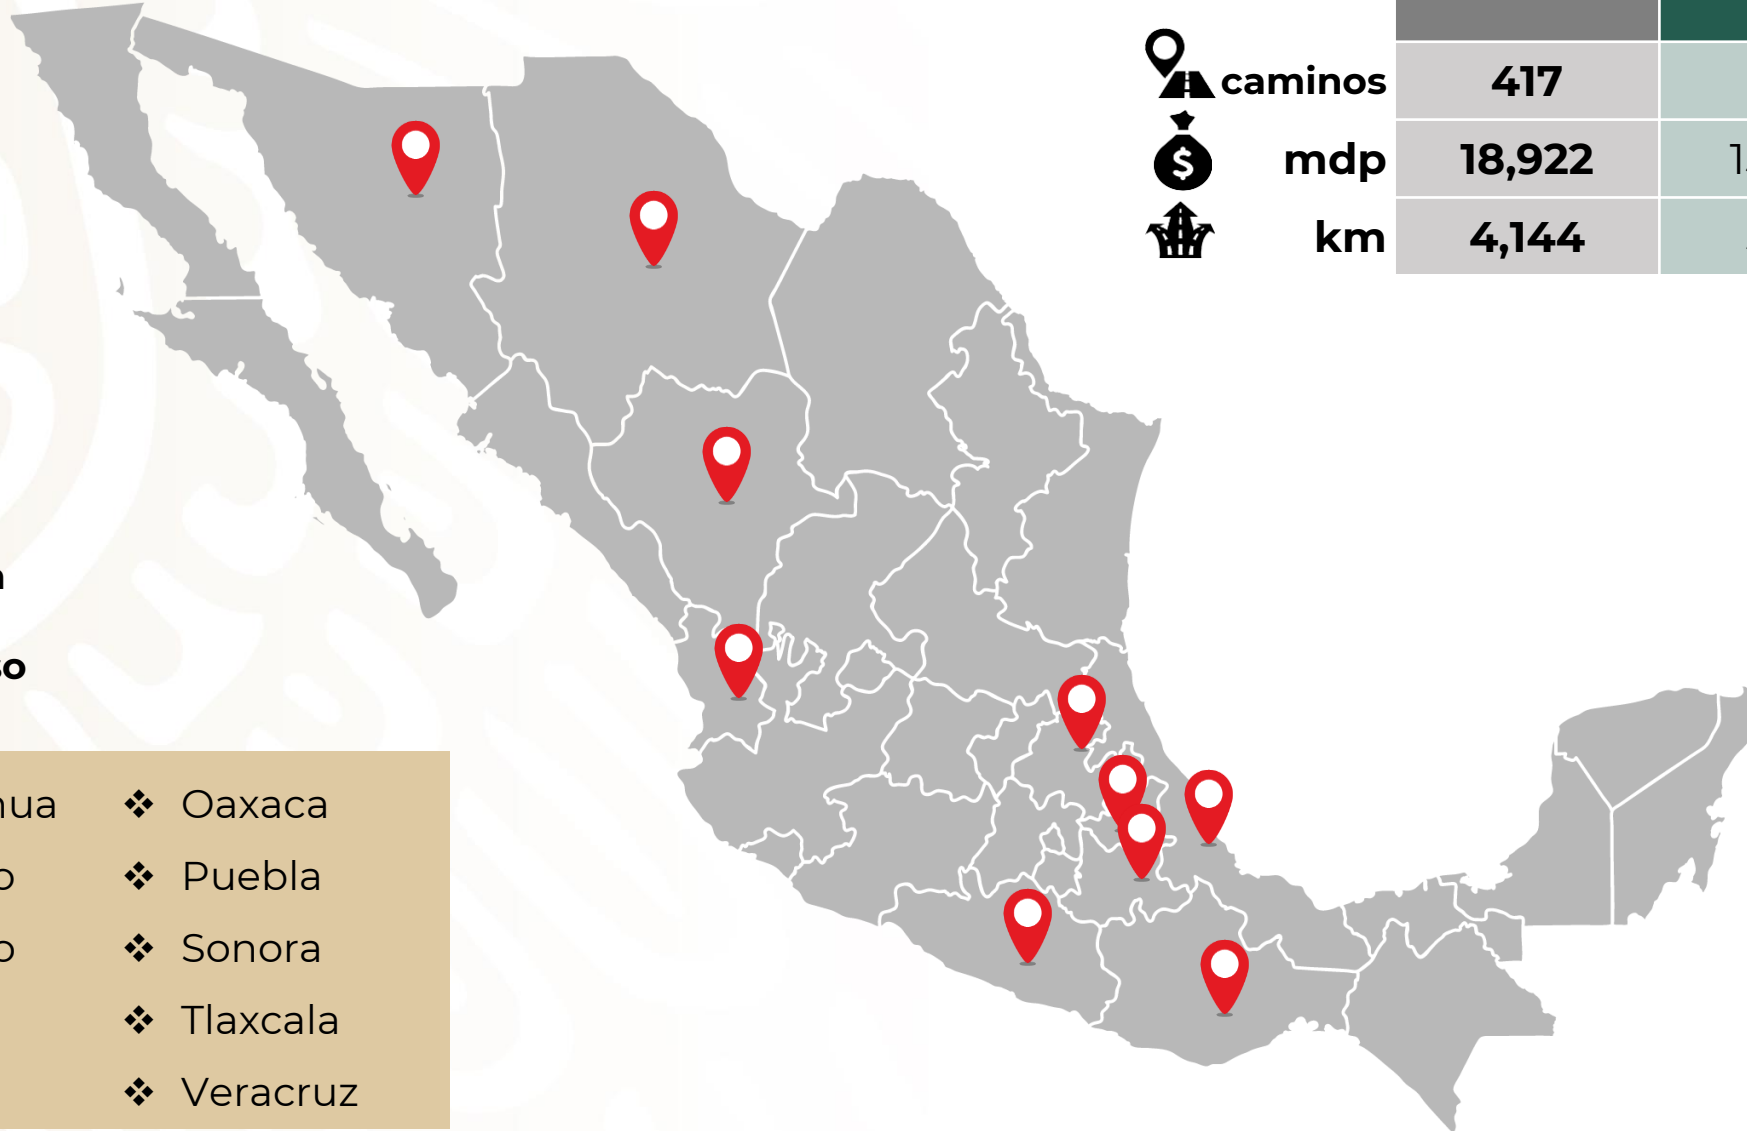 caminos 417
mdp 18,922
km 4,144
Oaxaca
Puebla
Sonora
Tlaxcala
Veracruz